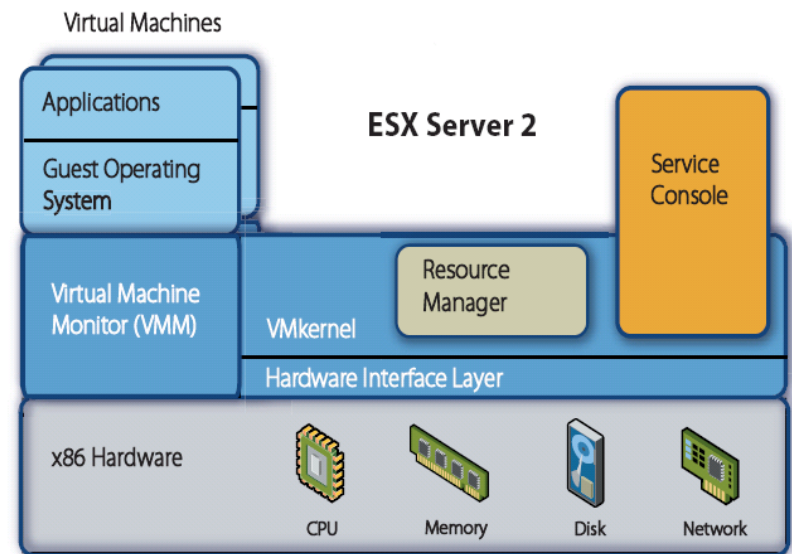 Virtual Machines
Applications
Guest Operating
System
ESX Server 2
Service
Console
Virtual Machine
Monitor (VMM)
VMkernel
Resource
Manager
Hardware Interface Layer
x86 Hardware
CPU
Memory
Disk
Network